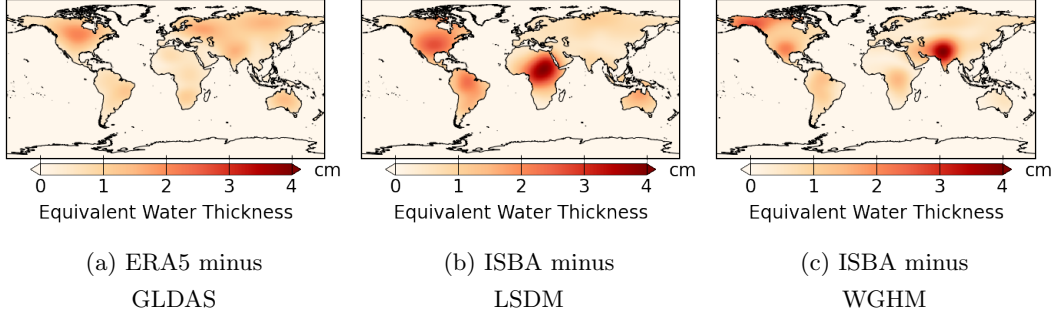 0 1 2 3 4 cm
Equivalent Water Thickness
(a) ERA5 minus
GLDAS
0 1 2 3 4 cm
Equivalent Water Thickness
(b) ISBA minus
LSDM
0 1 2 3 4 cm
Equivalent Water Thickness
(c) ISBA minus
WGHM